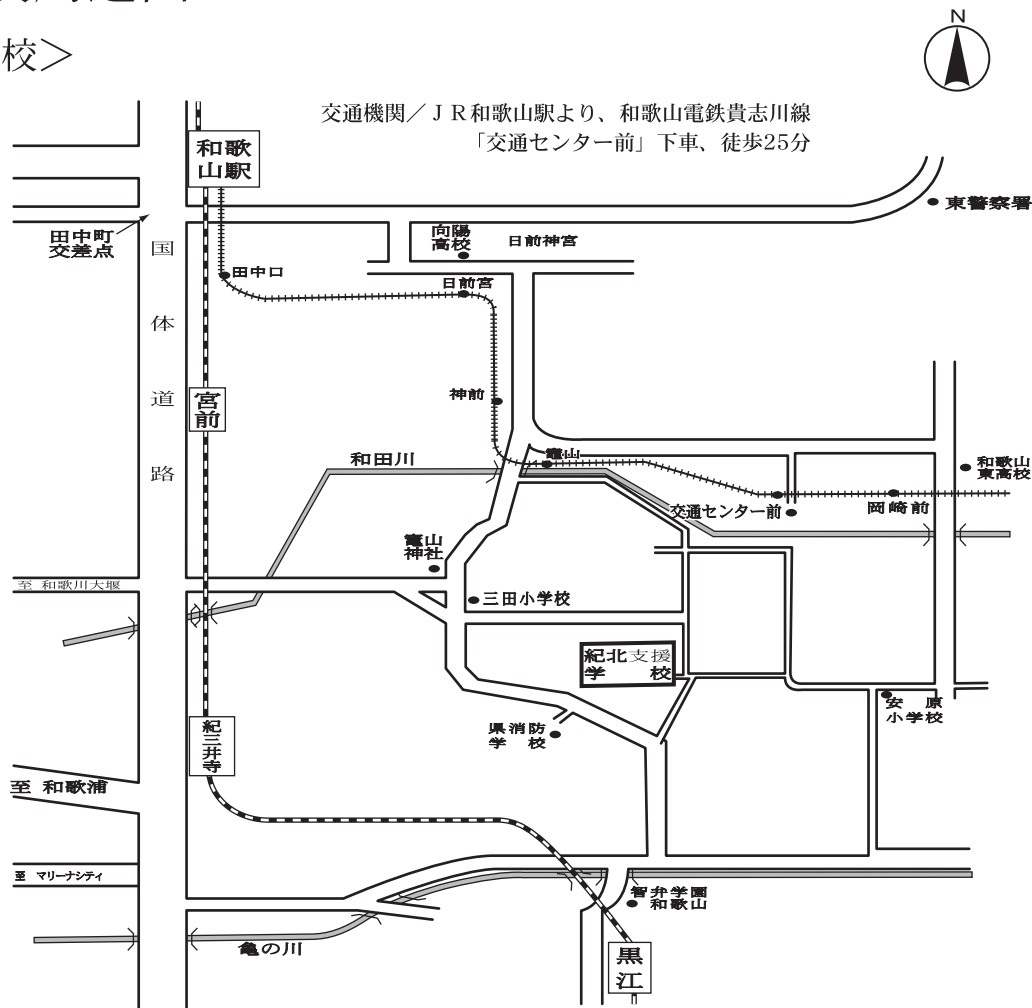 校＞
N
交通機関／ＪＲ和歌山駅より、和歌山電鉄貴志川線
「交通センター前」下車、徒歩25分
和歌
山駅
東警察署
田中町
交差点
国体道路
向陽
高校
日前神宮
田中口
日前宮
宮前
神前
和田川
竈山
和歌山
東高校
交通センター前
岡崎前
竈山
神社
至 和歌川大堰
三田小学校
紀北支援
学校
安原
小学校
県消防
学校
紀三井寺
至 和歌浦
至 マリーナシティ
智弁学園
和歌山
亀の川
黒江